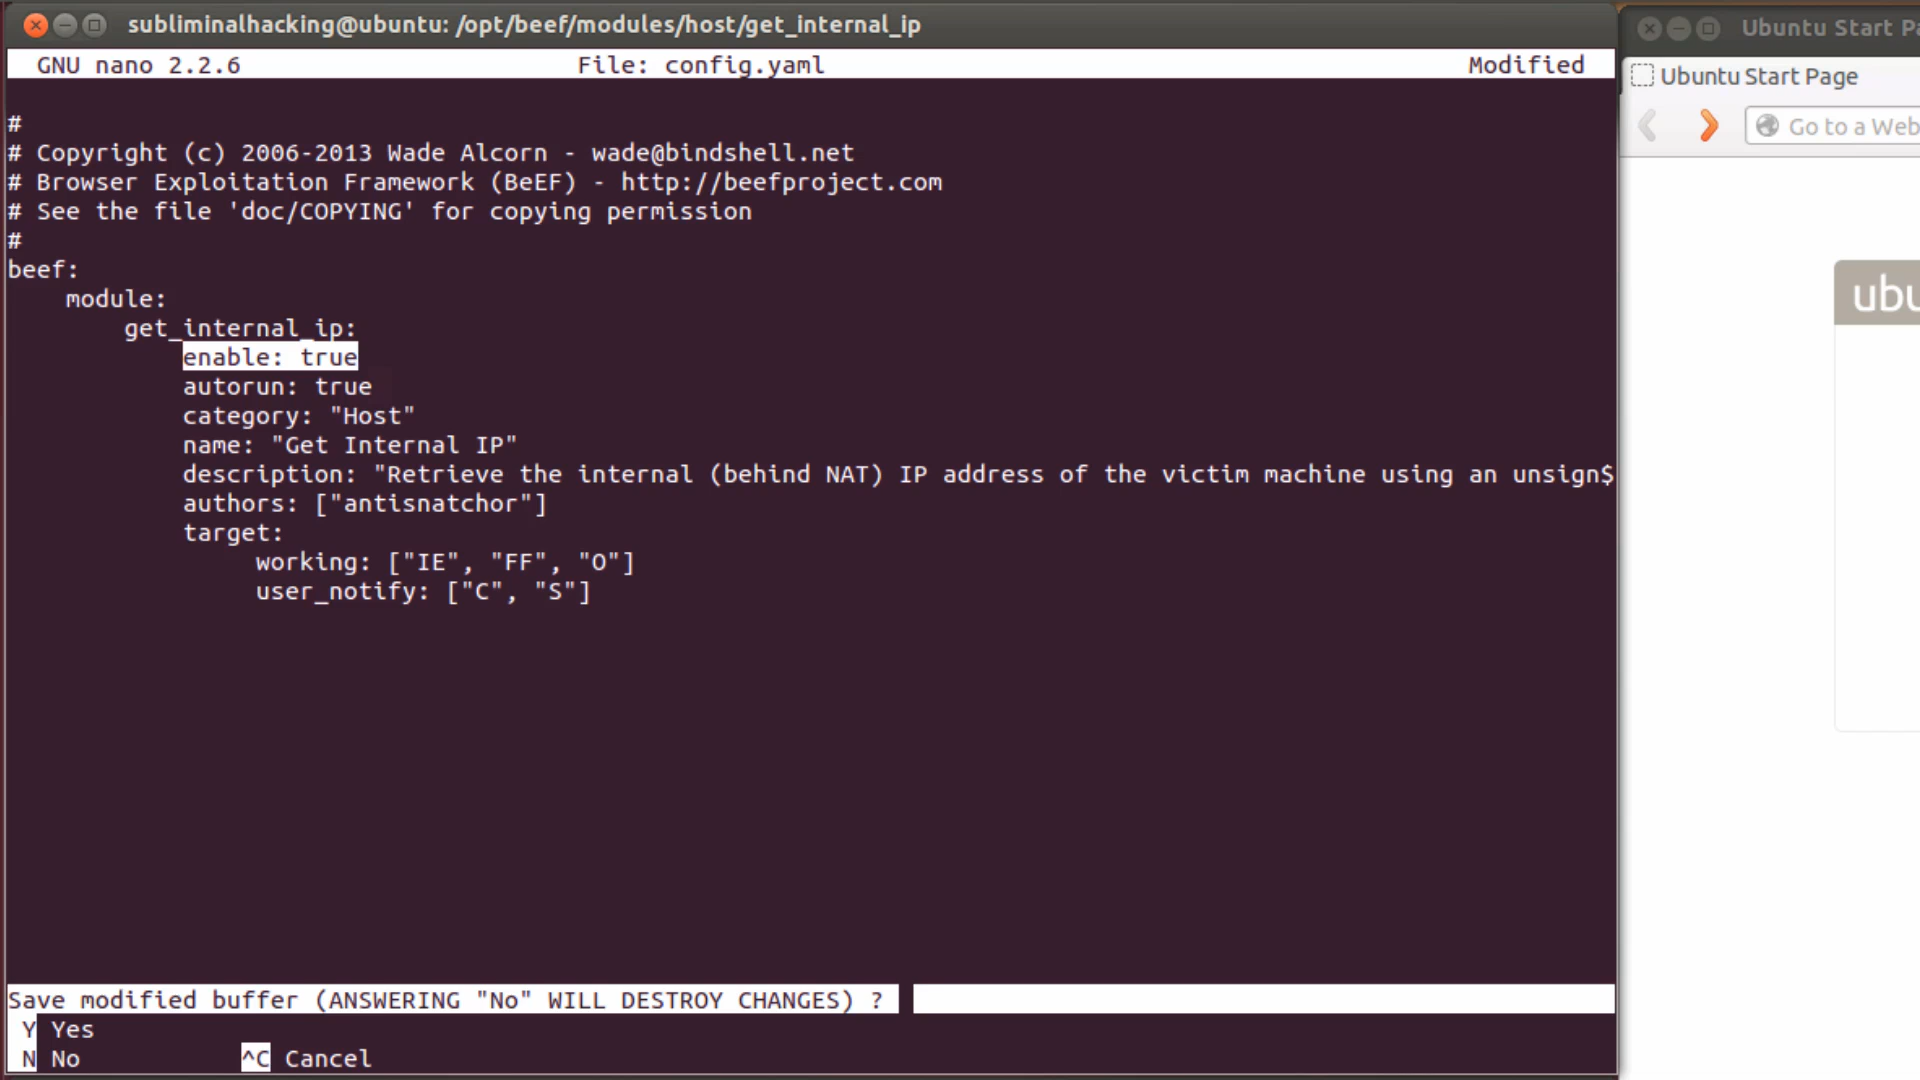 subliminalhacking@ubuntu: /opt/beef/modules/host/get_internal_ip
GNU nano 2.2.6 File: config.yaml Modified
#
# Copyright (c) 2006-2013 Wade Alcorn - wade@bindshell.net
# Browser Exploitation Framework (BeEF) - http://beefproject.com
# See the file 'doc/COPYING' for copying permission
#
beef:
module:
get_internal_ip:
enable: true
autorun: true
category: "Host"
name: "Get Internal IP"
description: "Retrieve the internal (behind NAT) IP address of the victim machine using an unsign$
authors: ["antisnatchor"]
target:
working: ["IE", "FF", "O"]
user_notify: ["C", "S"]
Save modified buffer (ANSWERING "No" WILL DESTROY CHANGES) ?
Y Yes
N No ^C Cancel
Ubuntu Start Pa
Ubuntu Start Page
Go to a Web
ubu